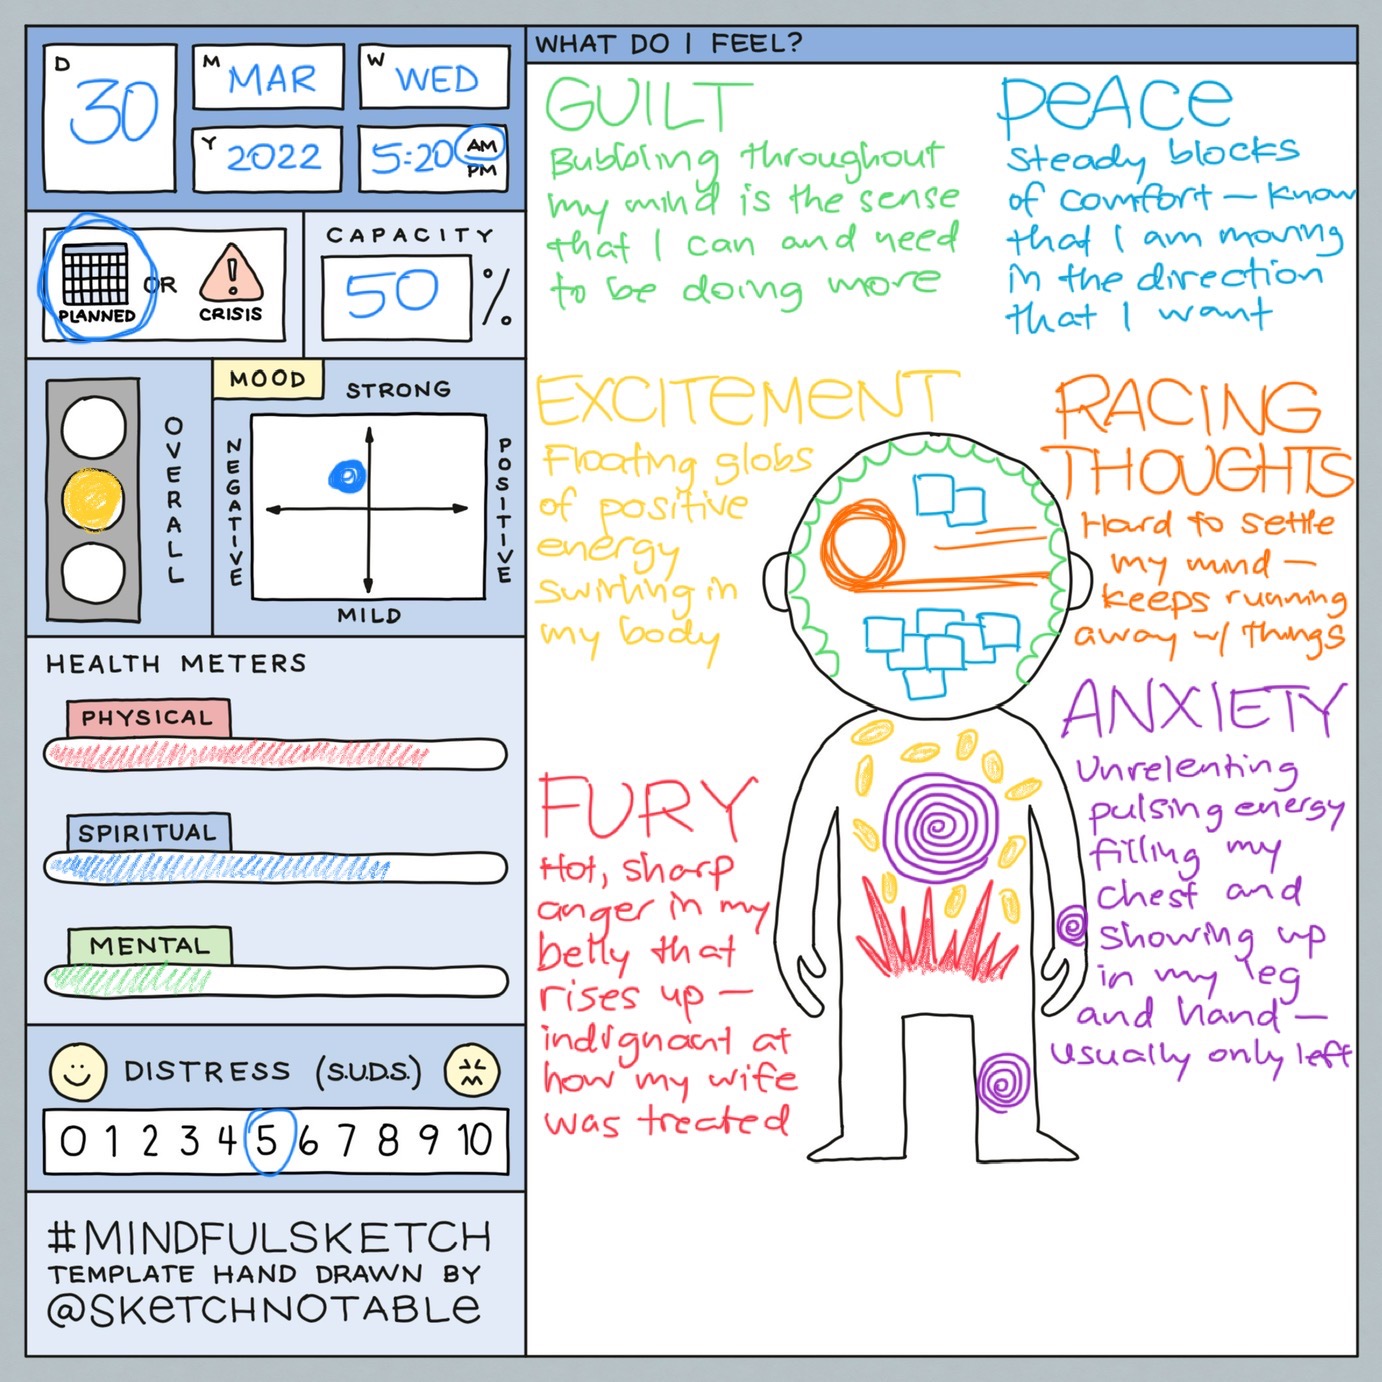 D
30
M
MAR
W
WED
Y
2022
5:20 AM
PM
PLANNED
OR
CRISIS
CAPACITY
50 %
OVERALL
MOOD
STRONG
NEGATIVE
POSITIVE
MILD
HEALTH METERS
PHYSICAL
SPIRITUAL
MENTAL
DISTRESS (S.U.D.S.)
0 1 2 3 4 5 6 7 8 9 10
#MINDFULSKETCH
TEMPLATE HAND DRAWN BY
@SKETCHNOTABLE
WHAT DO I FEEL?
GUILT
Bubbling throughout
my mind is the sense
that I can and need
to be doing more
PEACE
Steady blocks
of comfort — know
that I am moving
in the direction
that I want
EXCITEMENT
Floating globs
of positive
energy
swirling in
my body
RACING
THOUGHTS
Hard to settle
my mind —
keeps running
away w/ things
FURY
Hot, sharp
anger in my
belly that
rises up —
indignant at
how my wife
was treated
ANXIETY
Unrelenting
pulsing energy
filling my
chest and
showing up
in my leg
and hand —
usually only left